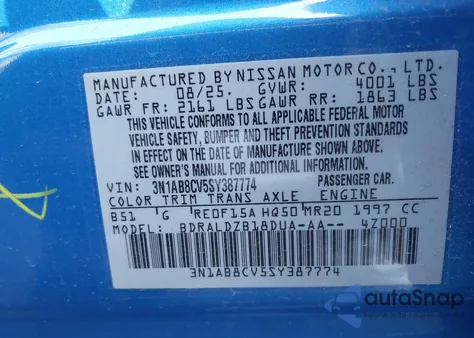 MANUFACTURED BY NISSAN MOTOR CO., LTD.
DATE: 08/25. GVWR: 4001 LBS
GAWR FR: 2161 LBS GAWR RR: 1863 LBS
THIS VEHICLE CONFORMS TO ALL APPLICABLE FEDERAL MOTOR
VEHICLE SAFETY, BUMPER AND THEFT PREVENTION STANDARDS
IN EFFECT ON THE DATE OF MANUFACTURE SHOWN ABOVE.
SEE OWNER'S MANUAL FOR ADDITIONAL INFORMATION.
VIN: 3N1AB8CV5SY387774 PASSENGER CAR.
COLOR TRIM TRANS AXLE ENGINE
B51 G RE0F15A HQ50 MR20 1997 CC
MODEL: BDRALDZB18DUA-AA-- 4Z000
3N1AB8CV5SY387774
autoSnap